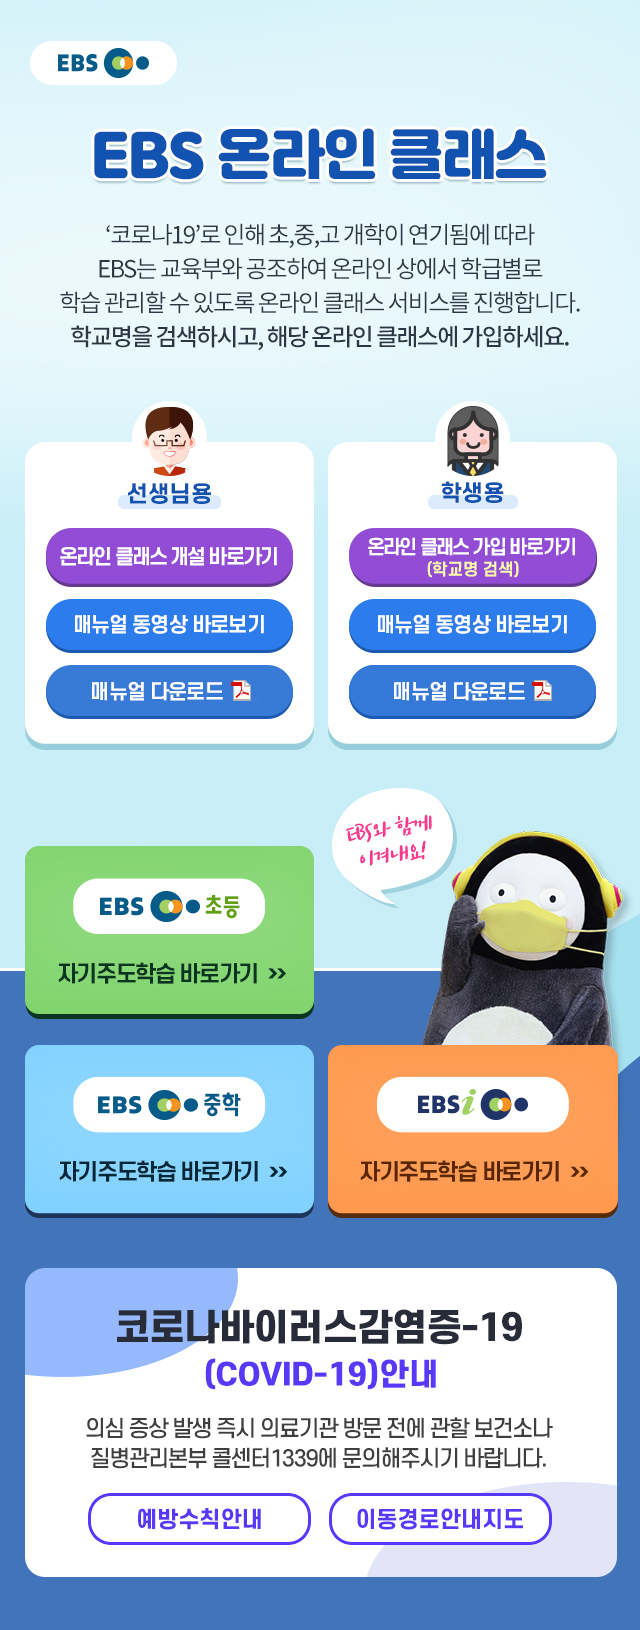 EBS
EBS 온라인 클래스
‘코로나19’로 인해 초,중,고 개학이 연기됨에 따라
EBS는 교육부와 공조하여 온라인 상에서 학급별로
학습 관리할 수 있도록 온라인 클래스 서비스를 진행합니다.
학교명을 검색하시고, 해당 온라인 클래스에 가입하세요.
선생님용
온라인 클래스 개설 바로가기
매뉴얼 동영상 바로보기
매뉴얼 다운로드
학생용
온라인 클래스 가입 바로가기
(학교명 검색)
매뉴얼 동영상 바로보기
매뉴얼 다운로드
EBS와 함께
이겨내요!
EBS 초등
자기주도학습 바로가기 >>
EBS 중학
자기주도학습 바로가기 >>
EBSi
자기주도학습 바로가기 >>
코로나바이러스감염증-19
(COVID-19)안내
의심 증상 발생 즉시 의료기관 방문 전에 관할 보건소나
질병관리본부 콜센터1339에 문의해주시기 바랍니다.
예방수칙안내
이동경로안내지도